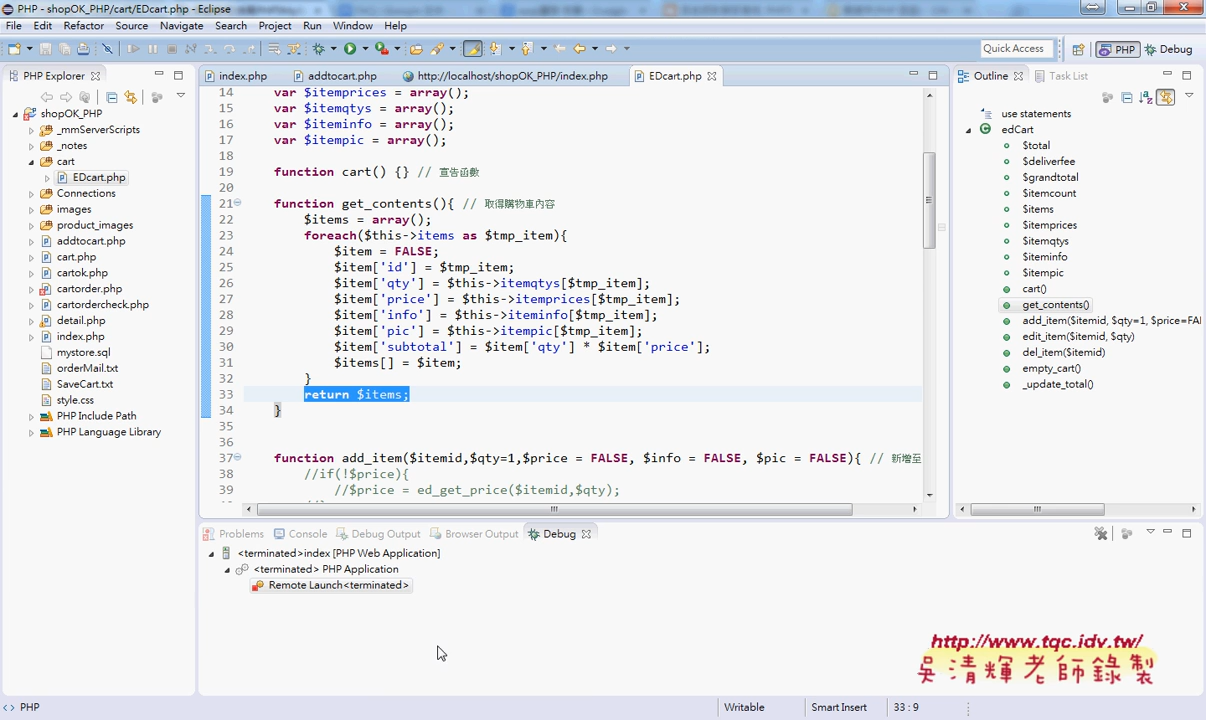 PHP - shopOK_PHP/cart/EDcart.php - Eclipse
File Edit Refactor Source Navigate Search Project Run Window Help
Quick Access PHP Debug
PHP Explorer
shopOK_PHP
_mmServerScripts
_notes
cart
EDcart.php
Connections
images
product_images
addtocart.php
cart.php
cartok.php
cartorder.php
cartordercheck.php
detail.php
index.php
mystore.sql
orderMail.txt
SaveCart.txt
style.css
PHP Include Path
PHP Language Library
index.php addtocart.php http://localhost/shopOK_PHP/index.php EDcart.php
14 var $itemprices = array();
15 var $itemqtys = array();
16 var $iteminfo = array();
17 var $itempic = array();
18
19 function cart() {} // 宣告函數
20
21 function get_contents(){ // 取得購物車內容
22 $items = array();
23 foreach($this->items as $tmp_item){
24 $item = FALSE;
25 $item['id'] = $tmp_item;
26 $item['qty'] = $this->itemqtys[$tmp_item];
27 $item['price'] = $this->itemprices[$tmp_item];
28 $item['info'] = $this->iteminfo[$tmp_item];
29 $item['pic'] = $this->itempic[$tmp_item];
30 $item['subtotal'] = $item['qty'] * $item['price'];
31 $items[] = $item;
32 }
33 return $items;
34 }
35
36
37 function add_item($itemid,$qty=1,$price = FALSE, $info = FALSE, $pic = FALSE){ // 新增至
38 //if(!$price){
39 //$price = ed_get_price($itemid,$qty);
Outline Task List
use statements
edCart
$total
$deliverfee
$grandtotal
$itemcount
$items
$itemprices
$itemqtys
$iteminfo
$itempic
cart()
get_contents()
add_item($itemid, $qty=1, $price=FAL
edit_item($itemid, $qty)
del_item($itemid)
empty_cart()
_update_total()
Problems Console Debug Output Browser Output Debug
<terminated>index [PHP Web Application]
<terminated> PHP Application
Remote Launch<terminated>
http://www.tqc.idv.tw/
吳清輝老師錄製
PHP Writable Smart Insert 33 : 9